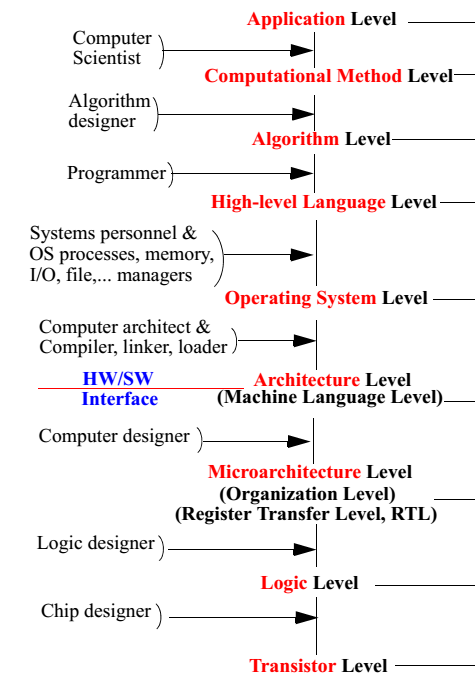 Application Level
Computer
Scientist
Computational Method Level
Algorithm
designer
Algorithm Level
Programmer
High-level Language Level
Systems personnel &
OS processes, memory,
I/O, file,... managers
Operating System Level
Computer architect &
Compiler, linker, loader
HW/SW
Interface
Architecture Level
(Machine Language Level)
Computer designer
Microarchitecture Level
(Organization Level)
(Register Transfer Level, RTL)
Logic designer
Logic Level
Chip designer
Transistor Level